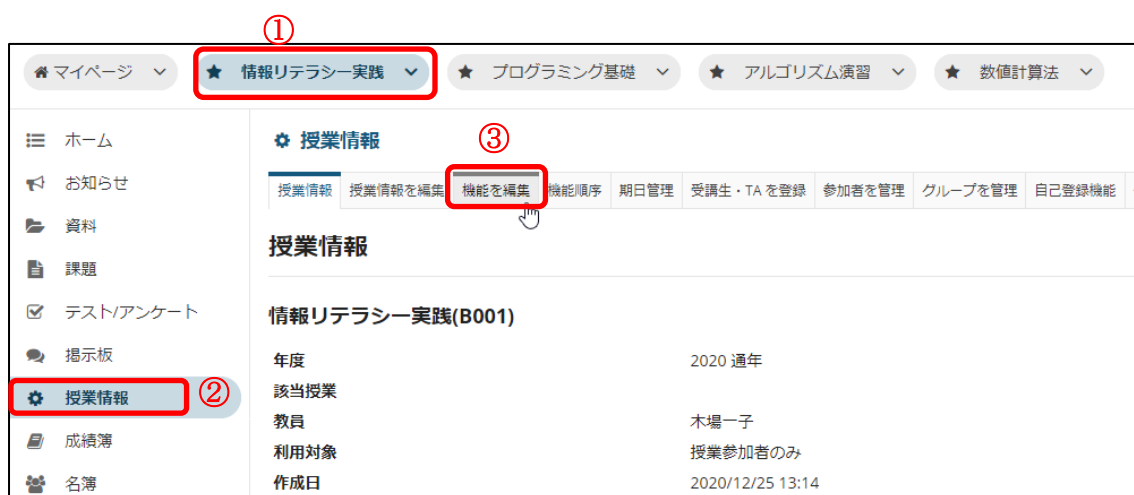 ①
マイページ 情報リテラシー実践 プログラミング基礎 アルゴリズム演習 数値計算法
ホーム
お知らせ
資料
課題
テスト/アンケート
掲示板
授業情報 ②
成績簿
名簿
授業情報 ③
授業情報 授業情報を編集 機能を編集 機能順序 期日管理 受講生・TA を登録 参加者を管理 グループを管理 自己登録機能
授業情報
情報リテラシー実践(B001)
年度 2020 通年
該当授業
教員 木場一子
利用対象 授業参加者のみ
作成日 2020/12/25 13:14